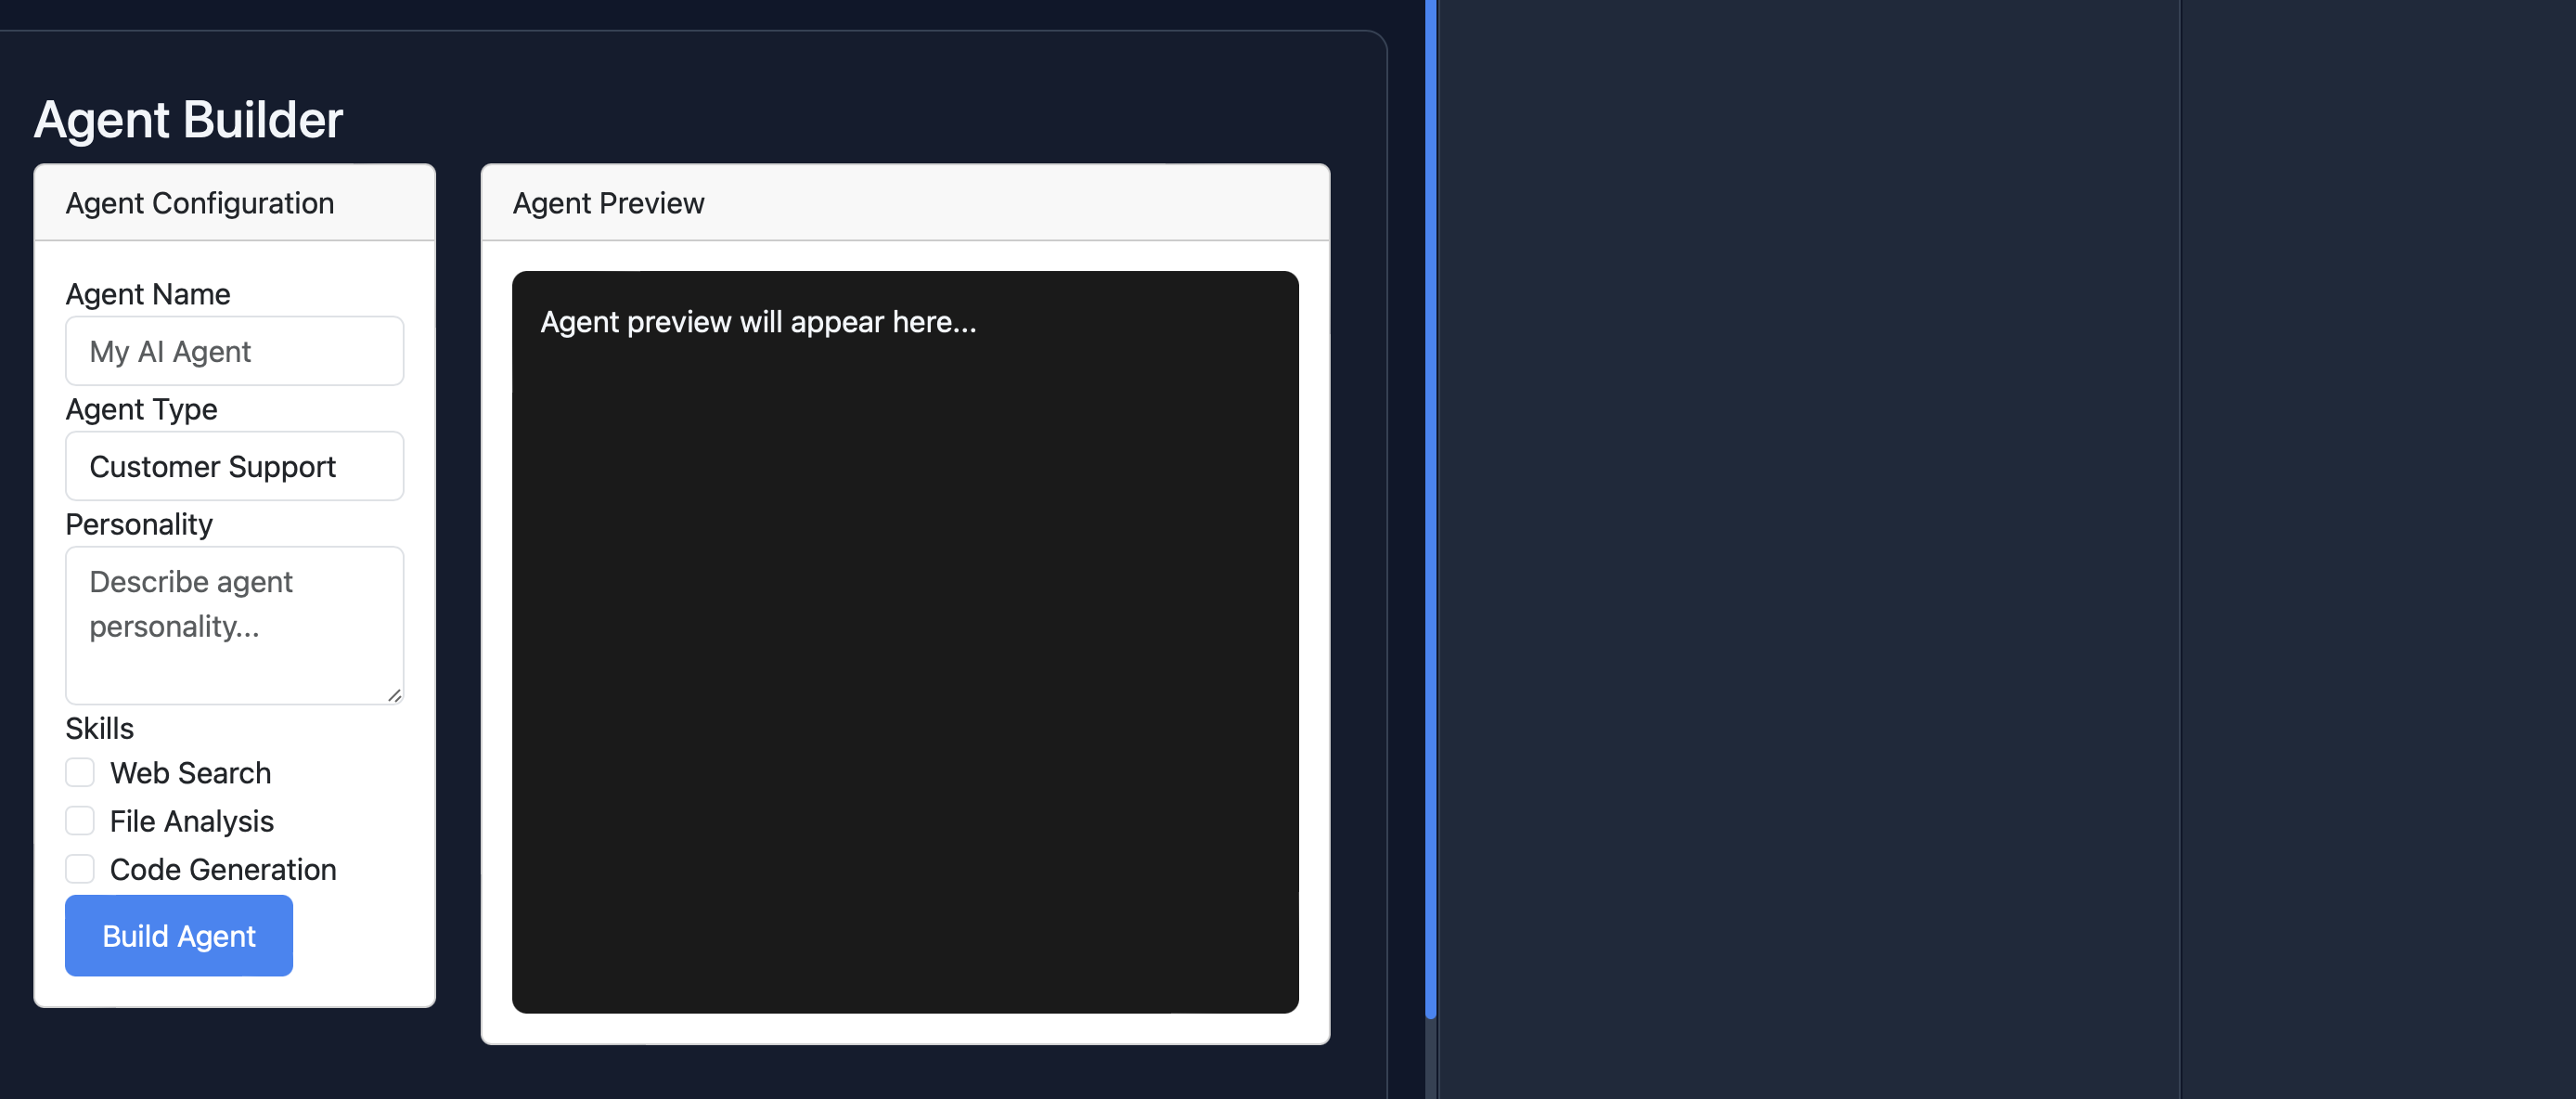 Agent Builder
Agent Configuration
Agent Name
My AI Agent
Agent Type
Customer Support
Personality
Describe agent
personality...
Skills
Web Search
File Analysis
Code Generation
Build Agent
Agent Preview
Agent preview will appear here...